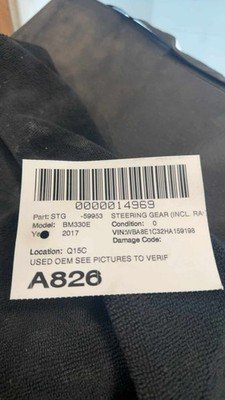 0000014969
Part: STG -59953 STEERING GEAR (INCL. RA
Model: BM330E Condition: 0
Year 2017 VIN:WBA8E1C32HA159198
Damage Code:
Location: Q15C
USED OEM SEE PICTURES TO VERIF
A826